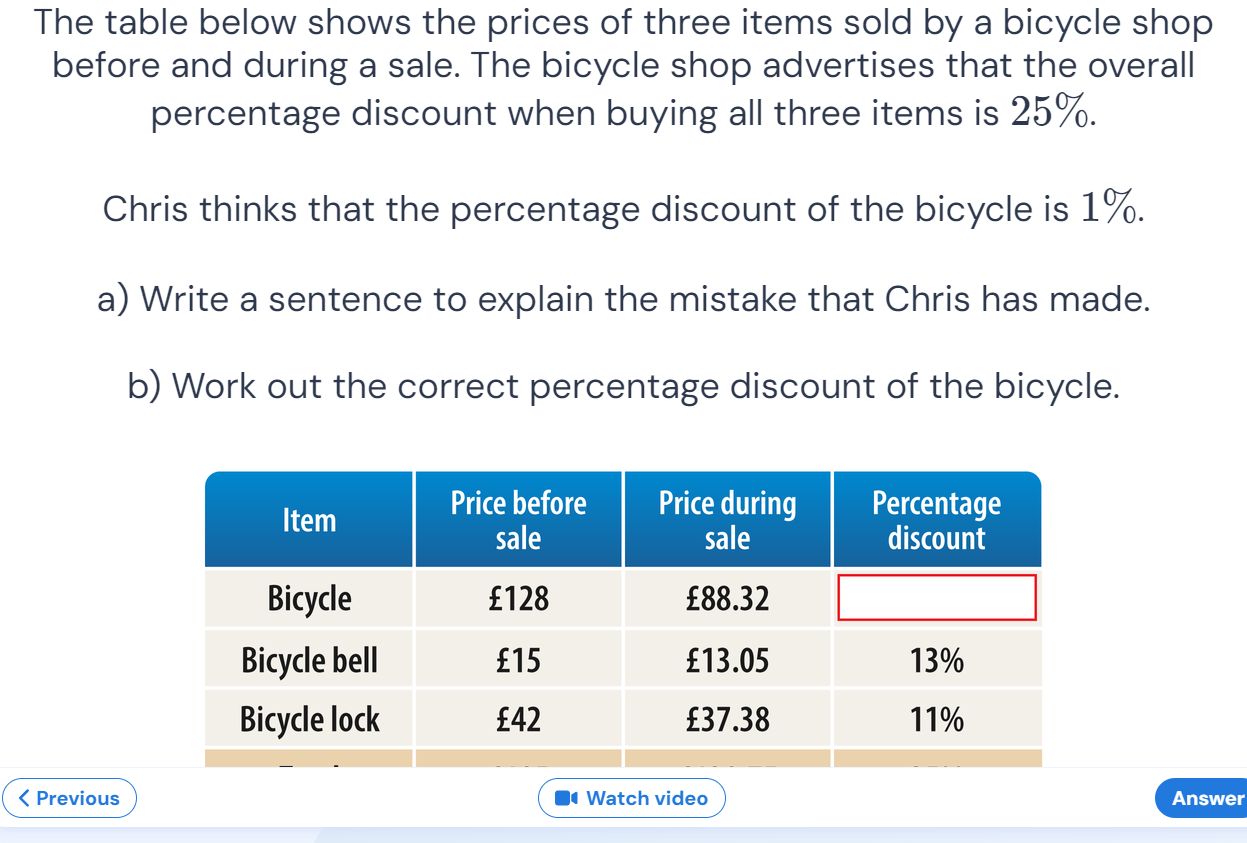 The table below shows the prices of three items sold by a bicycle shop
before and during a sale. The bicycle shop advertises that the overall
percentage discount when buying all three items is 25%.
Chris thinks that the percentage discount of the bicycle is 1%.
a) Write a sentence to explain the mistake that Chris has made.
b) Work out the correct percentage discount of the bicycle.
Item Price before sale Price during sale Percentage discount
Bicycle £128 £88.32
Bicycle bell £15 £13.05 13%
Bicycle lock £42 £37.38 11%
Previous Watch video Answer